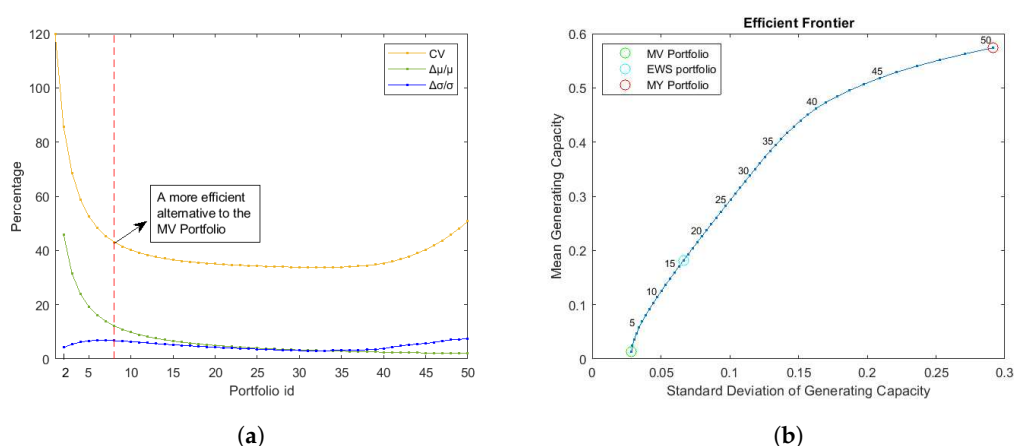 120
100
80
60
40
20
0
Percentage
CV
Δμ/μ
Δσ/σ
A more efficient
alternative to the
MV Portfolio
2 5 10 15 20 25 30 35 40 45 50
Portfolio id
(a)
Efficient Frontier
0.6
0.5
0.4
0.3
0.2
0.1
0
Mean Generating Capacity
MV Portfolio
EWS portfolio
MY Portfolio
50
45
40
35
30
25
20
15
10
5
0 0.05 0.1 0.15 0.2 0.25 0.3
Standard Deviation of Generating Capacity
(b)